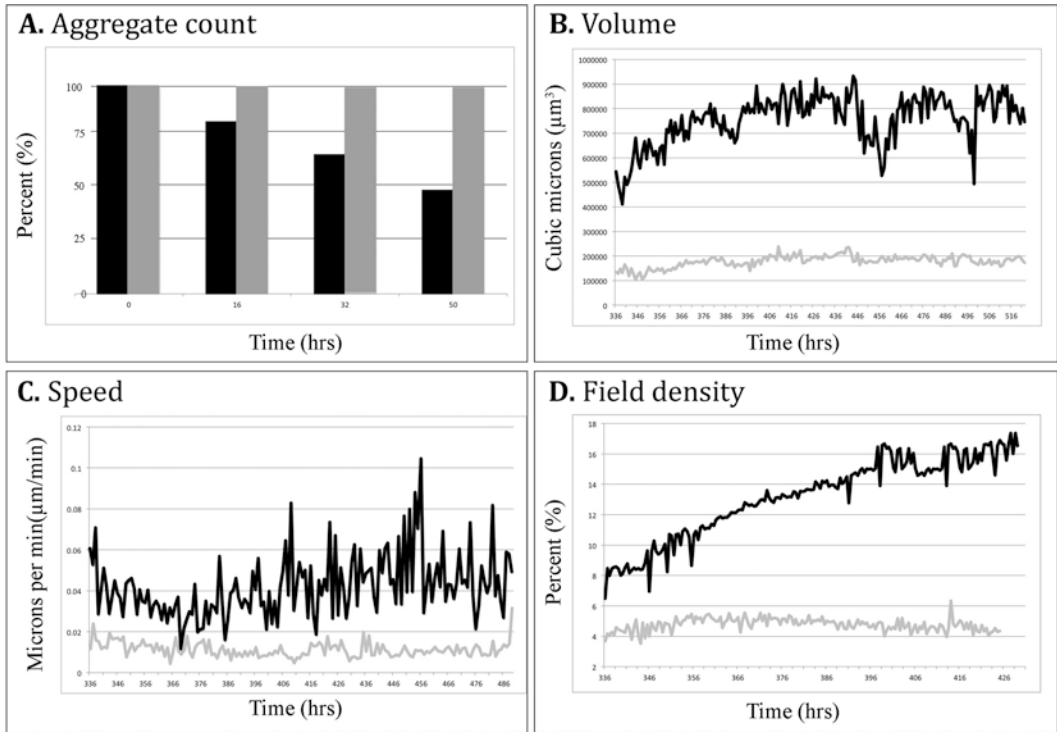 A. Aggregate count
100
75
50
25
0
Percent (%)
0 16 32 50
Time (hrs)
B. Volume
1000000
900000
800000
700000
600000
500000
400000
300000
200000
100000
0
Cubic microns (µm³)
336 346 356 366 376 386 396 406 416 426 436 446 456 466 476 486 496 506 516
Time (hrs)
C. Speed
0.12
0.1
0.08
0.06
0.04
0.02
0
Microns per min(µm/min)
336 346 356 366 376 386 396 406 416 426 436 446 456 466 476 486
Time (hrs)
D. Field density
18
16
14
12
10
8
6
4
2
Percent (%)
336 346 356 366 376 386 396 406 416 426
Time (hrs)